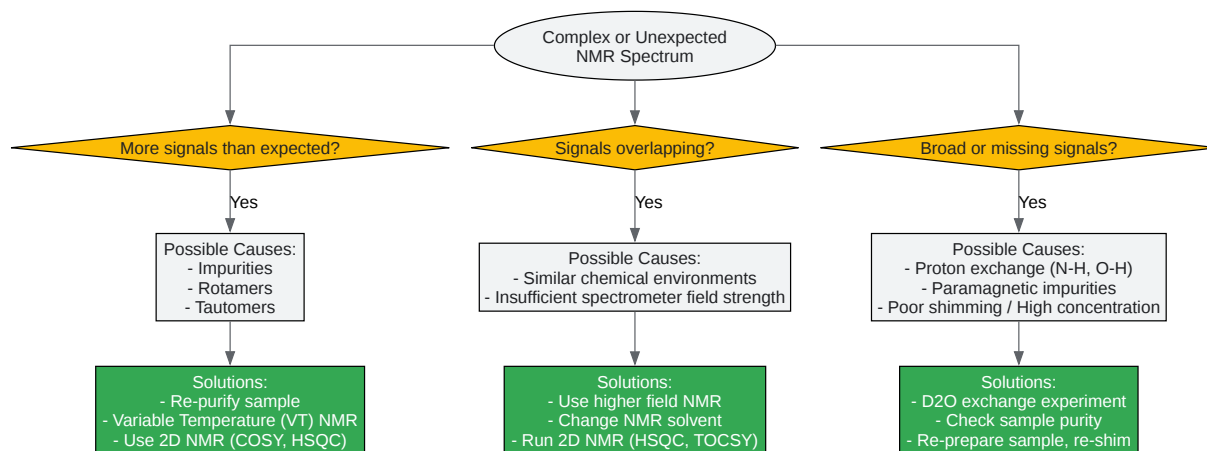 Complex or Unexpected
NMR Spectrum
More signals than expected?
Signals overlapping?
Broad or missing signals?
Yes
Yes
Yes
Possible Causes:
- Impurities
- Rotamers
- Tautomers
Possible Causes:
- Similar chemical environments
- Insufficient spectrometer field strength
Possible Causes:
- Proton exchange (N-H, O-H)
- Paramagnetic impurities
- Poor shimming / High concentration
Solutions:
- Re-purify sample
- Variable Temperature (VT) NMR
- Use 2D NMR (COSY, HSQC)
Solutions:
- Use higher field NMR
- Change NMR solvent
- Run 2D NMR (HSQC, TOCSY)
Solutions:
- D2O exchange experiment
- Check sample purity
- Re-prepare sample, re-shim